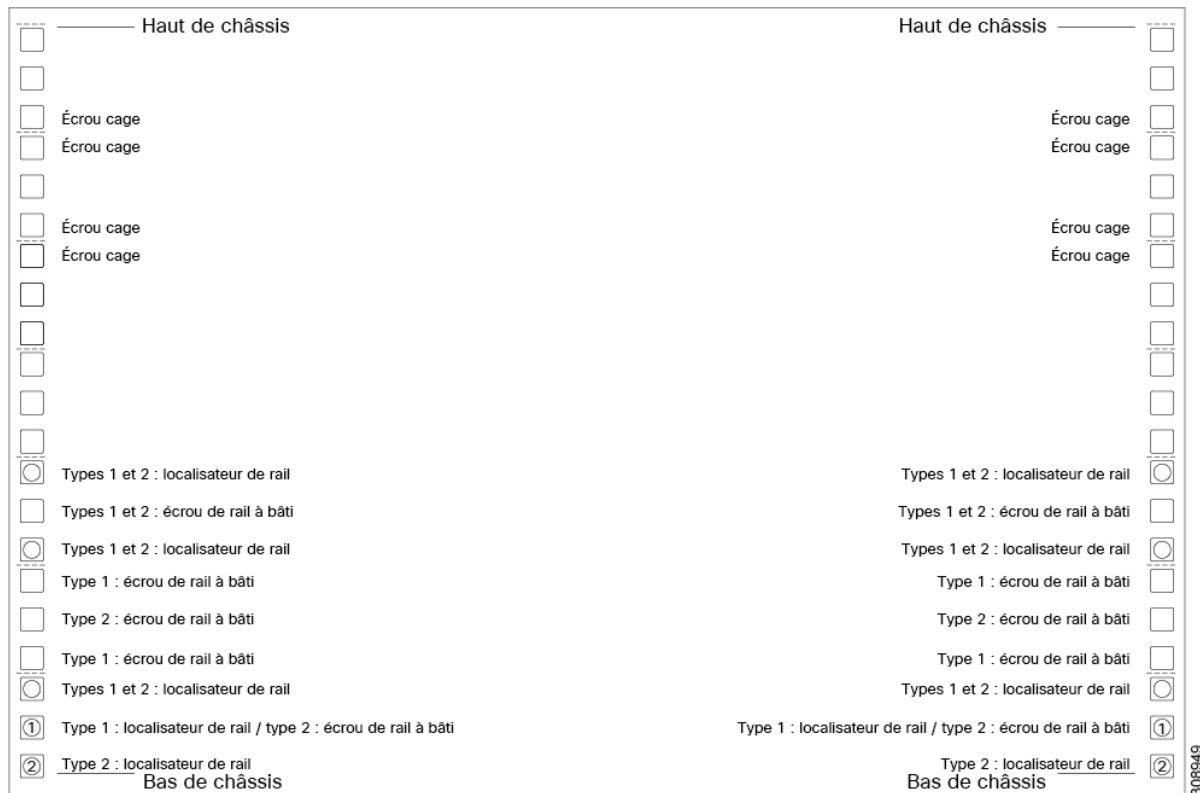 Haut de châssis Haut de châssis
Écrou cage Écrou cage
Écrou cage Écrou cage
Écrou cage Écrou cage
Écrou cage Écrou cage
Types 1 et 2 : localisateur de rail Types 1 et 2 : localisateur de rail
Types 1 et 2 : écrou de rail à bâti Types 1 et 2 : écrou de rail à bâti
Types 1 et 2 : localisateur de rail Types 1 et 2 : localisateur de rail
Type 1 : écrou de rail à bâti Type 1 : écrou de rail à bâti
Type 2 : écrou de rail à bâti Type 2 : écrou de rail à bâti
Type 1 : écrou de rail à bâti Type 1 : écrou de rail à bâti
Types 1 et 2 : localisateur de rail Types 1 et 2 : localisateur de rail
① Type 1 : localisateur de rail / type 2 : écrou de rail à bâti Type 1 : localisateur de rail / type 2 : écrou de rail à bâti ①
② Type 2 : localisateur de rail Type 2 : localisateur de rail ②
Bas de châssis Bas de châssis
308949